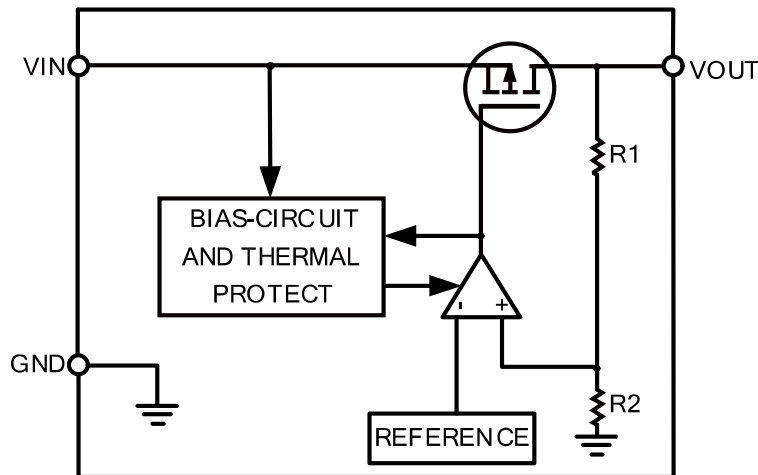 VIN
VOUT
R1
BIAS-CIRCUIT
AND THERMAL
PROTECT
- +
GND
R2
REFERENCE